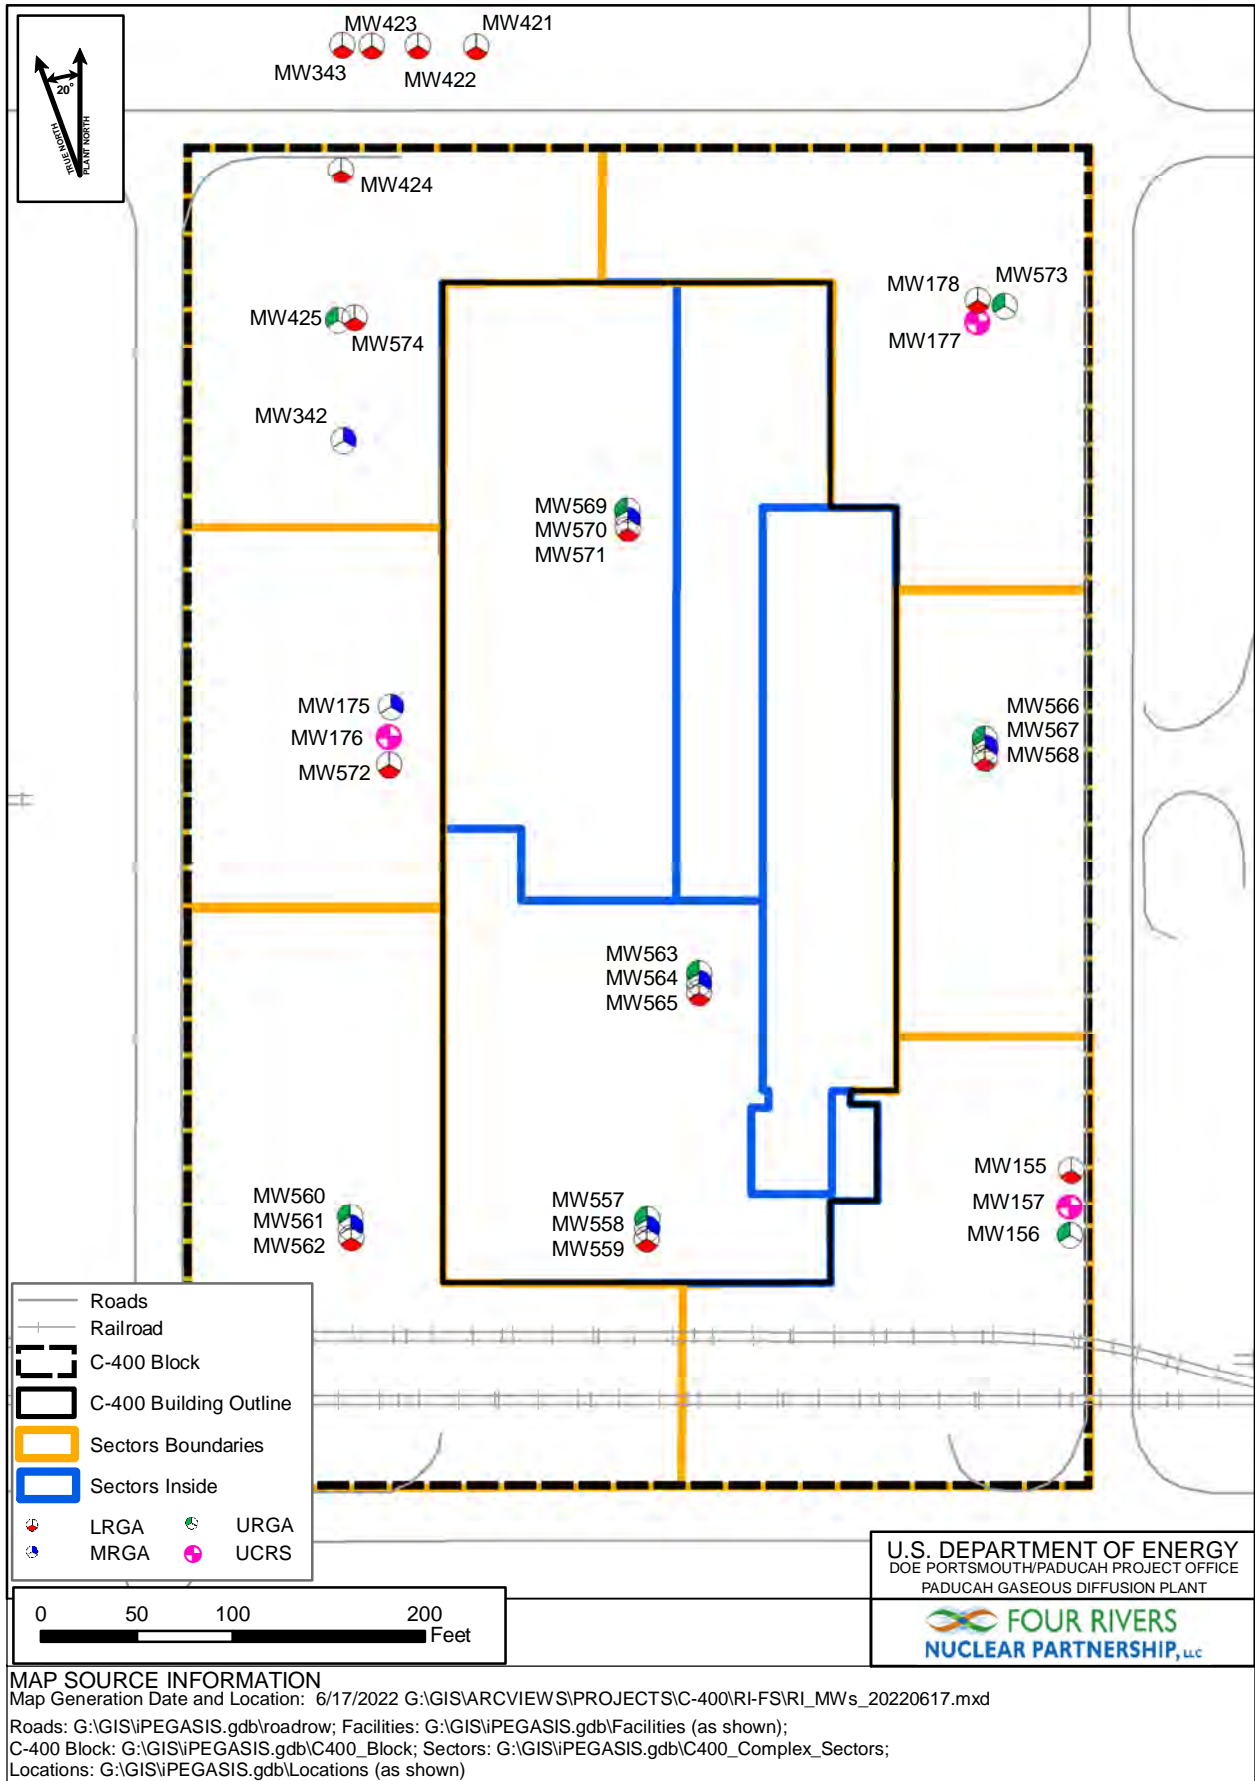 MW423
MW421
MW343
MW422
20°
TRUE NORTH
PLANT NORTH
MW424
MW178
MW573
MW425
MW574
MW177
MW342
MW569
MW570
MW571
MW175
MW176
MW572
MW566
MW567
MW568
MW563
MW564
MW565
MW155
MW157
MW156
MW560
MW561
MW562
MW557
MW558
MW559
Roads
Railroad
C-400 Block
C-400 Building Outline
Sectors Boundaries
Sectors Inside
LRGA URGA
MRGA UCRS
U.S. DEPARTMENT OF ENERGY
DOE PORTSMOUTH/PADUCAH PROJECT OFFICE
PADUCAH GASEOUS DIFFUSION PLANT
0 50 100 200
Feet
FOUR RIVERS
NUCLEAR PARTNERSHIP, LLC
MAP SOURCE INFORMATION
Map Generation Date and Location: 6/17/2022 G:\GIS\ARCVIEWS\PROJECTS\C-400\RI-FS\RI_MWs_20220617.mxd
Roads: G:\GIS\iPEGASIS.gdb\roadrow; Facilities: G:\GIS\iPEGASIS.gdb\Facilities (as shown);
C-400 Block: G:\GIS\iPEGASIS.gdb\C400_Block; Sectors: G:\GIS\iPEGASIS.gdb\C400_Complex_Sectors;
Locations: G:\GIS\iPEGASIS.gdb\Locations (as shown)